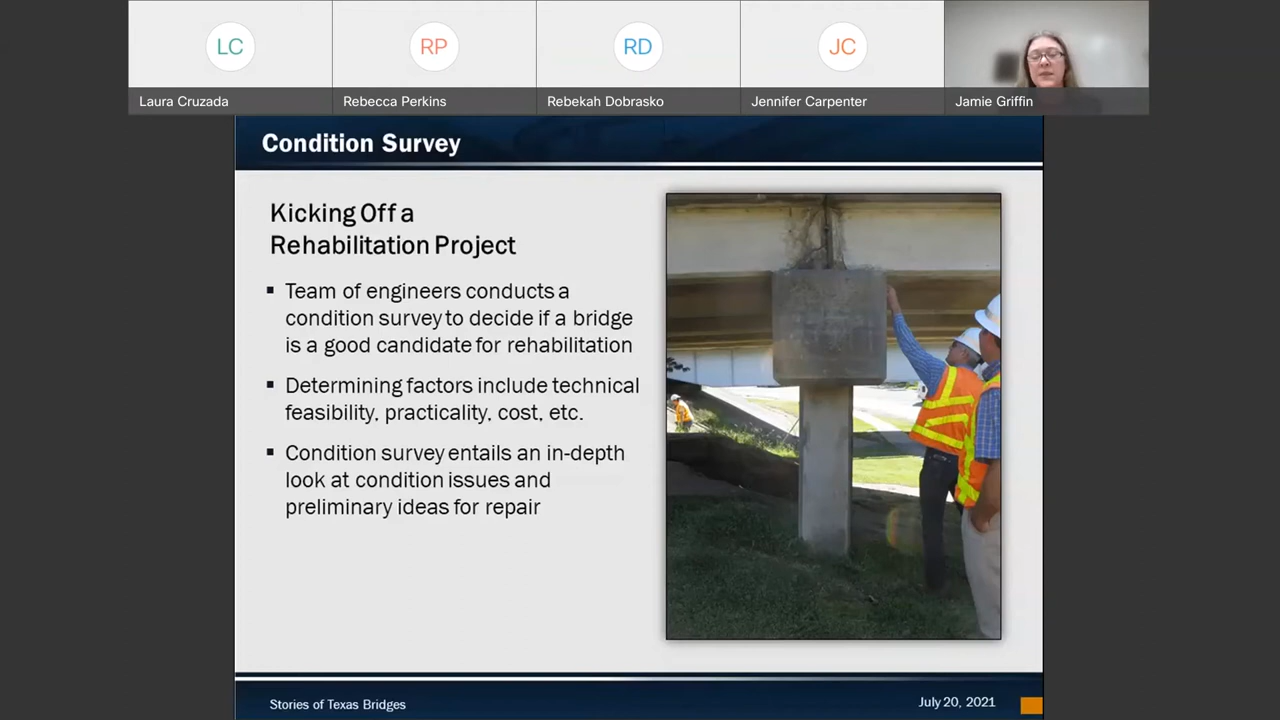 LC
RP
RD
JC
Laura Cruzada
Rebecca Perkins
Rebekah Dobrasko
Jennifer Carpenter
Jamie Griffin
Condition Survey
Kicking Off a
Rehabilitation Project
▪ Team of engineers conducts a
condition survey to decide if a bridge
is a good candidate for rehabilitation
▪ Determining factors include technical
feasibility, practicality, cost, etc.
▪ Condition survey entails an in-depth
look at condition issues and
preliminary ideas for repair
Stories of Texas Bridges
July 20, 2021